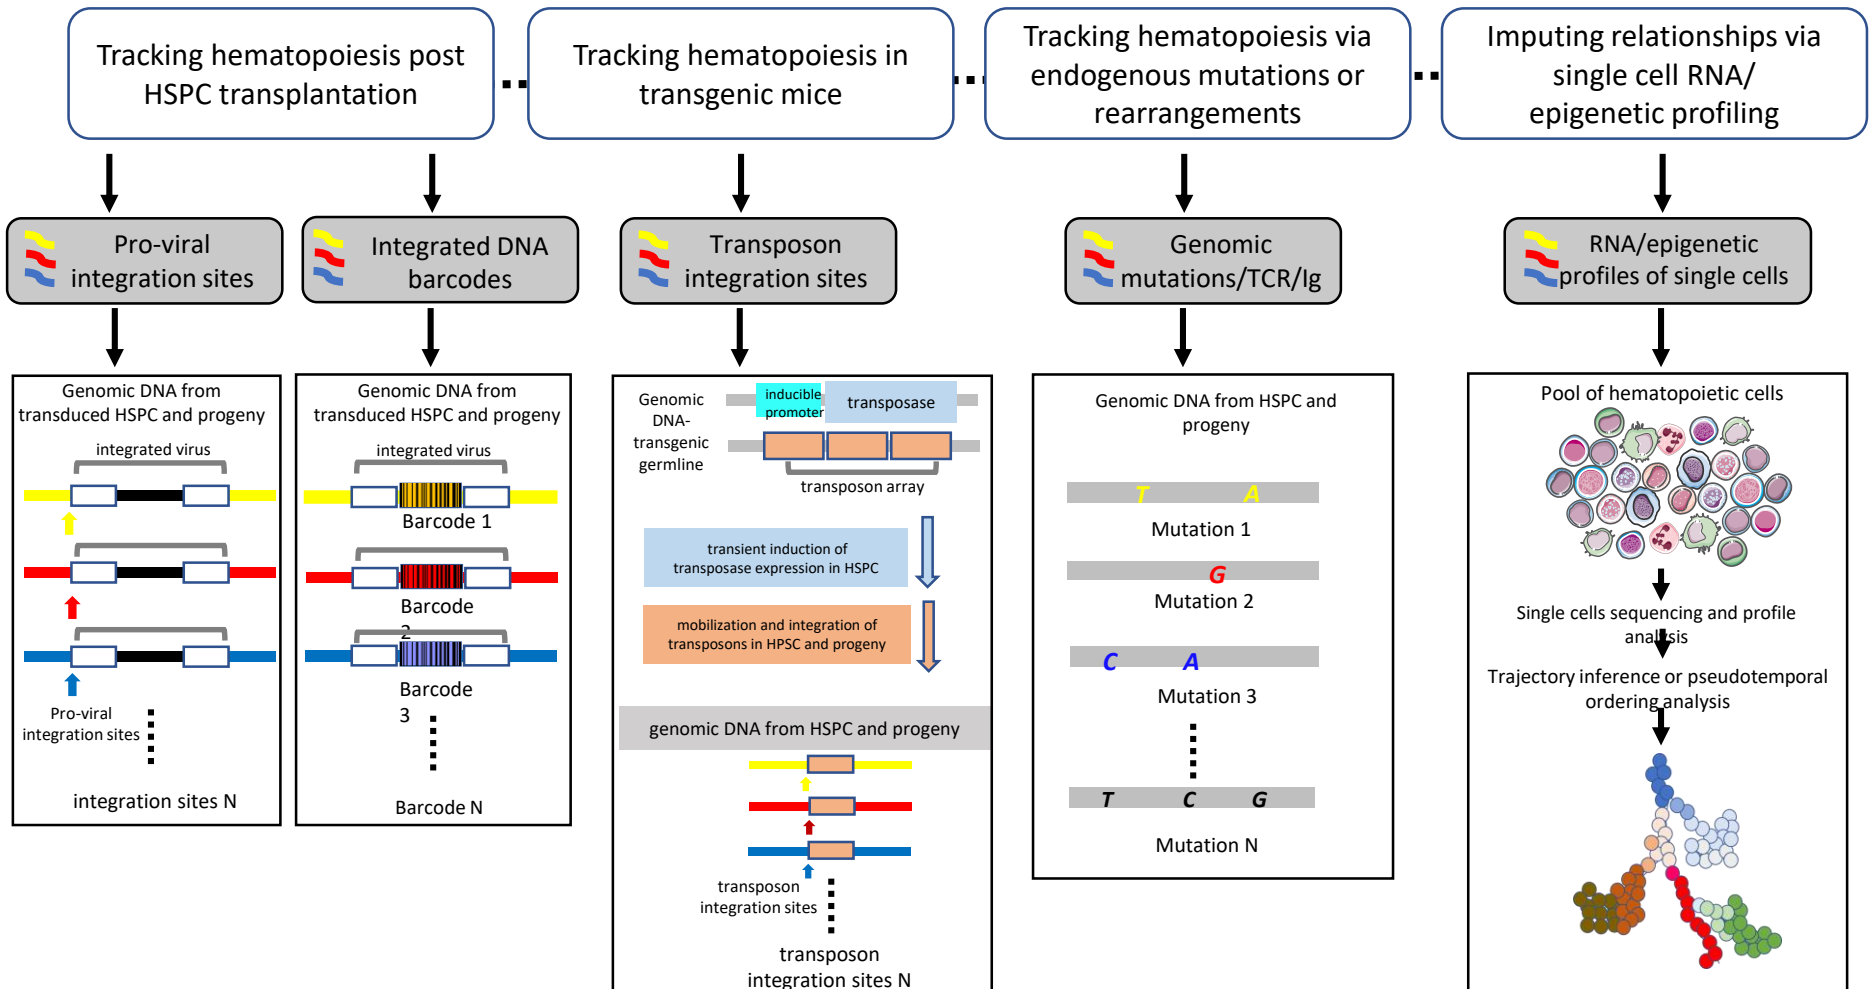 Tracking hematopoiesis post
HSPC transplantation
Tracking hematopoiesis in
transgenic mice
Tracking hematopoiesis via
endogenous mutations or
rearrangements
Imputing relationships via
single cell RNA/
epigenetic profiling
Pro-viral
integration sites
Integrated DNA
barcodes
Transposon
integration sites
Genomic
mutations/TCR/Ig
RNA/epigenetic
profiles of single cells
Genomic DNA from
transduced HSPC and progeny
integrated virus
Pro-viral
integration sites
integration sites N
Genomic DNA from
transduced HSPC and progeny
integrated virus
Barcode 1
Barcode
2
Barcode
3
Barcode N
Genomic
DNA-
transgenic
germline
inducible
promoter
transposase
transposon array
transient induction of
transposase expression in HSPC
mobilization and integration of
transposons in HPSC and progeny
genomic DNA from HSPC and progeny
transposon
integration sites
transposon
integration sites N
Genomic DNA from HSPC and
progeny
T A
Mutation 1
G
Mutation 2
C A
Mutation 3
T C G
Mutation N
Pool of hematopoietic cells
Single cells sequencing and profile
analysis
Trajectory inference or pseudotemporal
ordering analysis